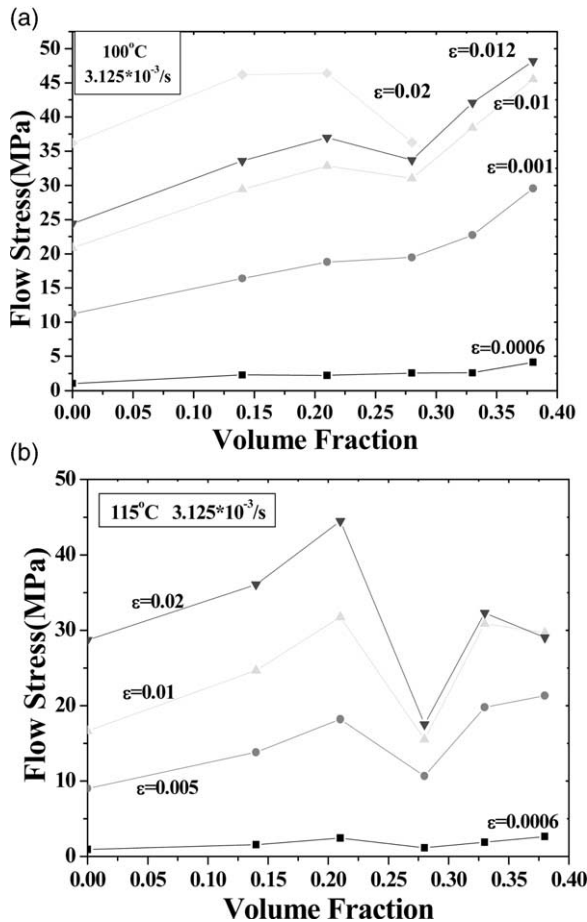 (a)
100°C
3.125*10⁻³/s
ε=0.012
ε=0.02
ε=0.01
ε=0.001
ε=0.0006
50
45
40
35
30
25
20
15
10
5
0
Flow Stress(MPa)
0.00 0.05 0.10 0.15 0.20 0.25 0.30 0.35 0.40
Volume Fraction
(b)
115°C 3.125*10⁻³/s
ε=0.02
ε=0.01
ε=0.005
ε=0.0006
50
40
30
20
10
0
Flow Stress(MPa)
0.00 0.05 0.10 0.15 0.20 0.25 0.30 0.35 0.40
Volume Fraction